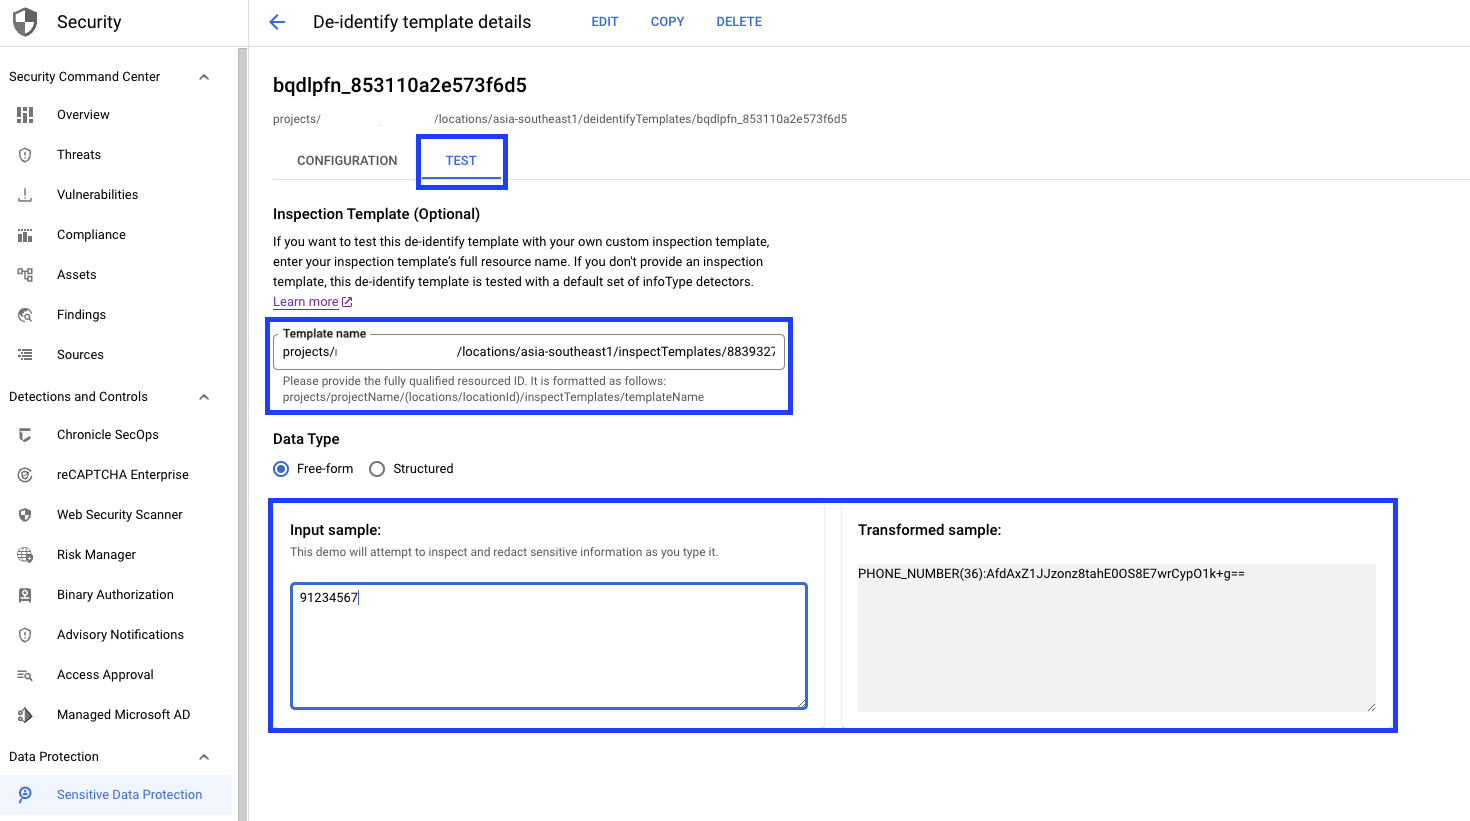 Security
De-identify template details
EDIT
COPY
DELETE
Security Command Center
Overview
Threats
Vulnerabilities
Compliance
Assets
Findings
Sources
Detections and Controls
Chronicle SecOps
reCAPTCHA Enterprise
Web Security Scanner
Risk Manager
Binary Authorization
Advisory Notifications
Access Approval
Managed Microsoft AD
Data Protection
Sensitive Data Protection
bqdlpfn_853110a2e573f6d5
projects/ /locations/asia-southeast1/deidentifyTemplates/bqdlpfn_853110a2e573f6d5
CONFIGURATION
TEST
Inspection Template (Optional)
If you want to test this de-identify template with your own custom inspection template,
enter your inspection template's full resource name. If you don't provide an inspection
template, this de-identify template is tested with a default set of infoType detectors.
Learn more
Template name
projects/ /locations/asia-southeast1/inspectTemplates/8839327
Please provide the fully qualified resourced ID. It is formatted as follows:
projects/projectName/(locations/locationId)/inspectTemplates/templateName
Data Type
Free-form
Structured
Input sample:
This demo will attempt to inspect and redact sensitive information as you type it.
91234567
Transformed sample:
PHONE_NUMBER(36):AfdAxZ1JJzonz8tahE0OS8E7wrCypO1k+g==